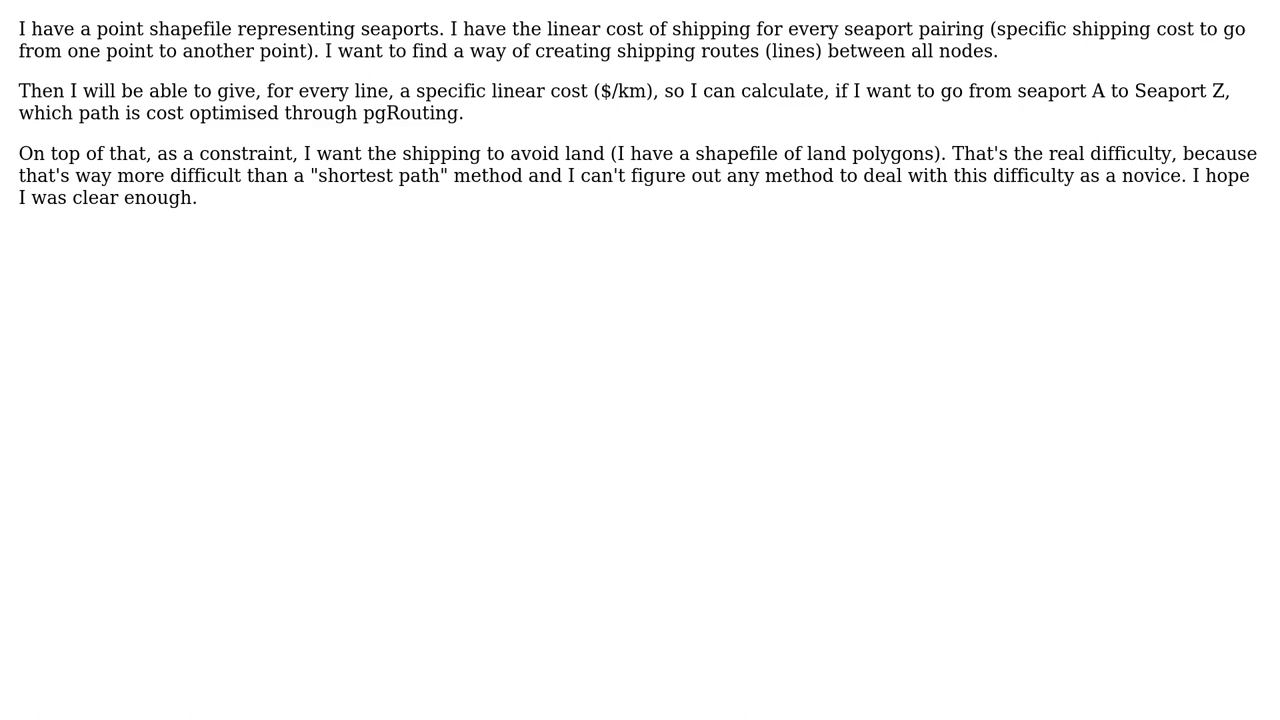 I have a point shapefile representing seaports. I have the linear cost of shipping for every seaport pairing (specific shipping cost to go
from one point to another point). I want to find a way of creating shipping routes (lines) between all nodes.
Then I will be able to give, for every line, a specific linear cost ($/km), so I can calculate, if I want to go from seaport A to Seaport Z,
which path is cost optimised through pgRouting.
On top of that, as a constraint, I want the shipping to avoid land (I have a shapefile of land polygons). That's the real difficulty, because
that's way more difficult than a "shortest path" method and I can't figure out any method to deal with this difficulty as a novice. I hope
I was clear enough.